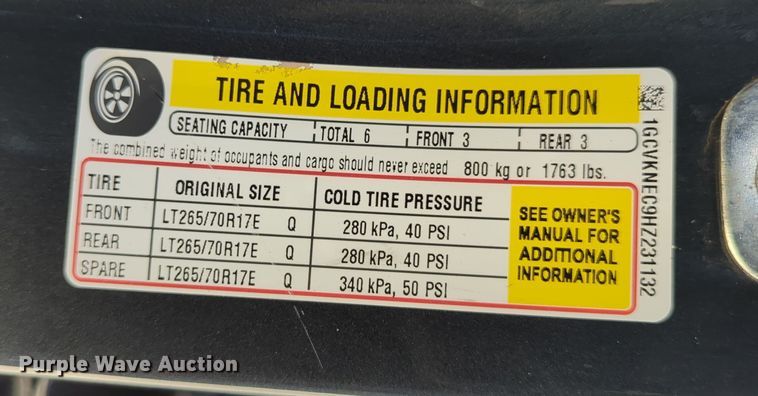 TIRE AND LOADING INFORMATION
SEATING CAPACITY TOTAL 6 FRONT 3 REAR 3
The combined weight of occupants and cargo should never exceed 800 kg or 1763 lbs.
TIRE ORIGINAL SIZE COLD TIRE PRESSURE
FRONT LT265/70R17E Q 280 kPa, 40 PSI
REAR LT265/70R17E Q 280 kPa, 40 PSI
SPARE LT265/70R17E Q 340 kPa, 50 PSI
SEE OWNER'S
MANUAL FOR
ADDITIONAL
INFORMATION
1GCVKNEC9HZ231132
Purple Wave Auction
Purple Wave Auction